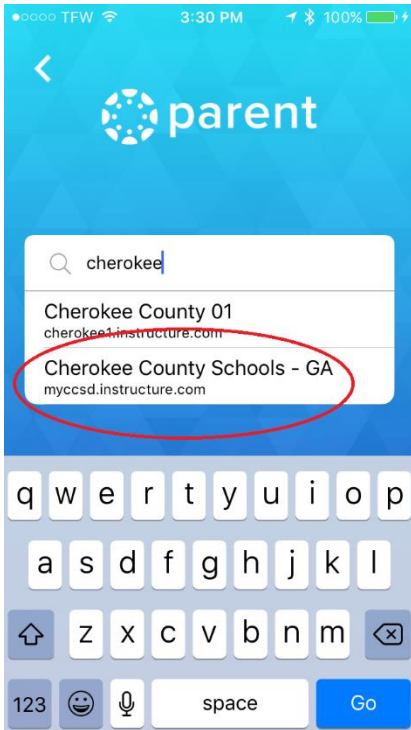 TFW 3:30 PM 100%
parent
cherokee
Cherokee County 01
cherokee1.instructure.com
Cherokee County Schools - GA
myccsd.instructure.com
q w e r t y u i o p
a s d f g h j k l
z x c v b n m
123 space Go